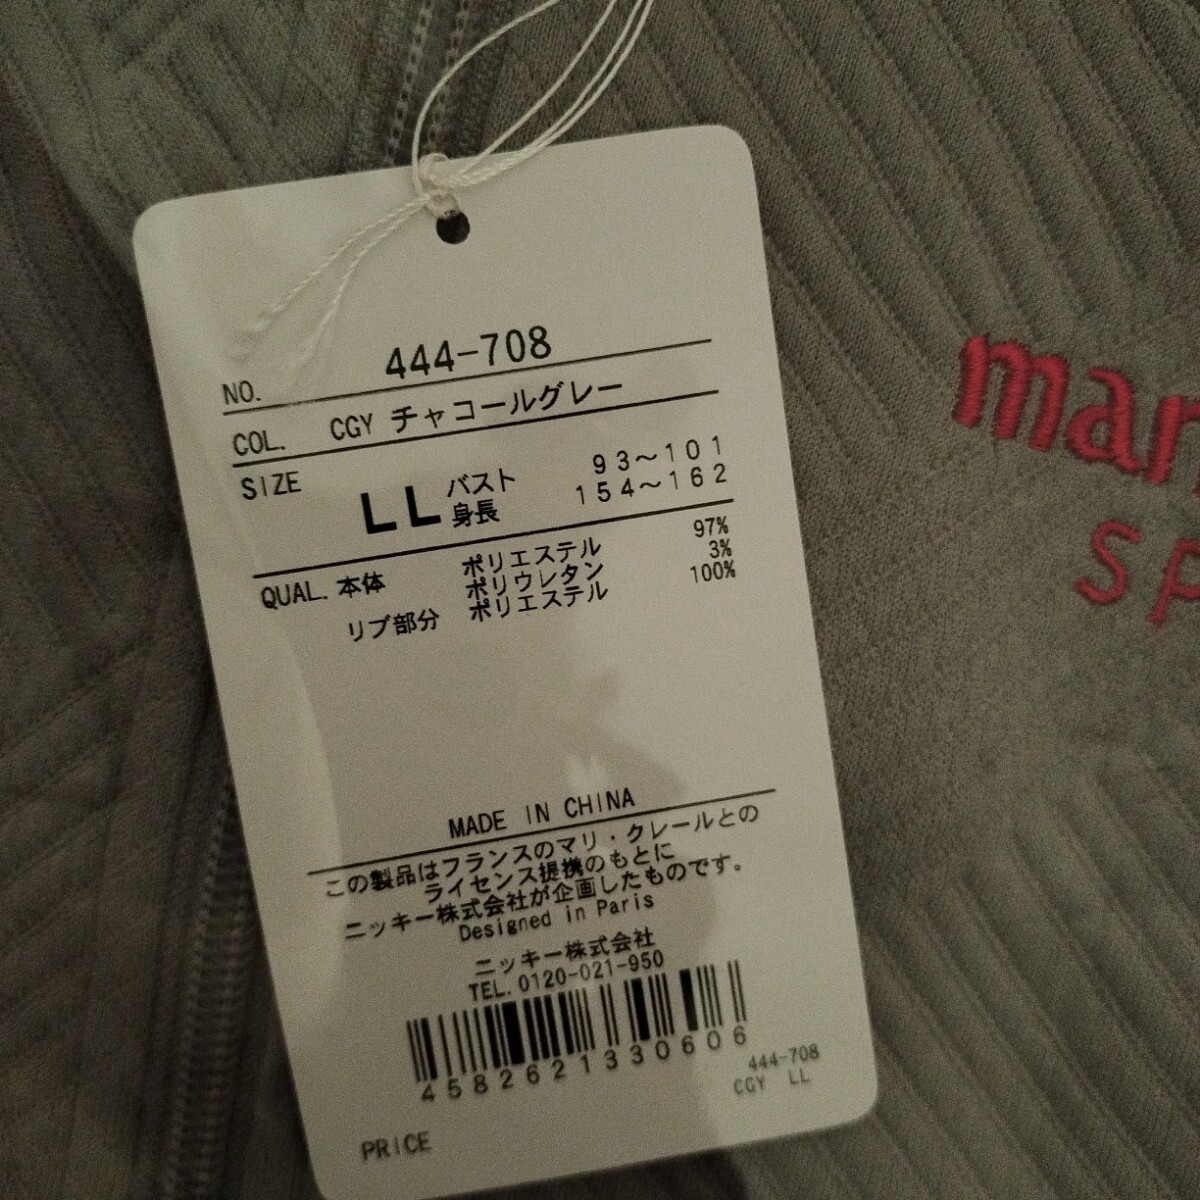 NO. 444-708
COL. CGY チャコールグレー
SIZE LL バスト 93～101
身長 154～162
QUAL. 本体 ポリエステル 97%
ポリウレタン 3%
リブ部分 ポリエステル 100%
MADE IN CHINA
この製品はフランスのマリ・クレールとの
ライセンス提携のもとに
ニッキー株式会社が企画したものです。
Designed in Paris
ニッキー株式会社
TEL.0120-021-950
4582621330606
444-708
CGY LL
PRICE
mar
SP